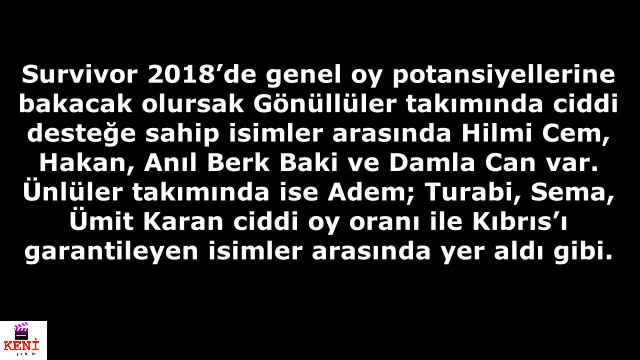 Survivor 2018’de genel oy potansiyellerine
bakacak olursak Gönüllüler takımında ciddi
desteğe sahip isimler arasında Hilmi Cem,
Hakan, Anıl Berk Baki ve Damla Can var.
Ünlüler takımında ise Adem; Turabi, Sema,
Ümit Karan ciddi oy oranı ile Kıbrıs’ı
garantileyen isimler arasında yer aldı gibi.
KENİ